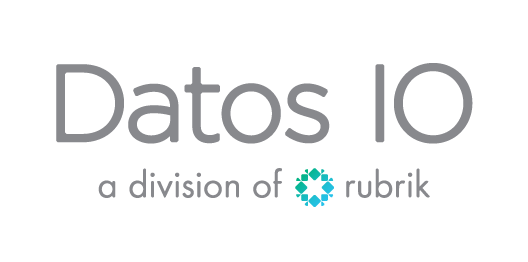 Datos IO
a division of rubrik